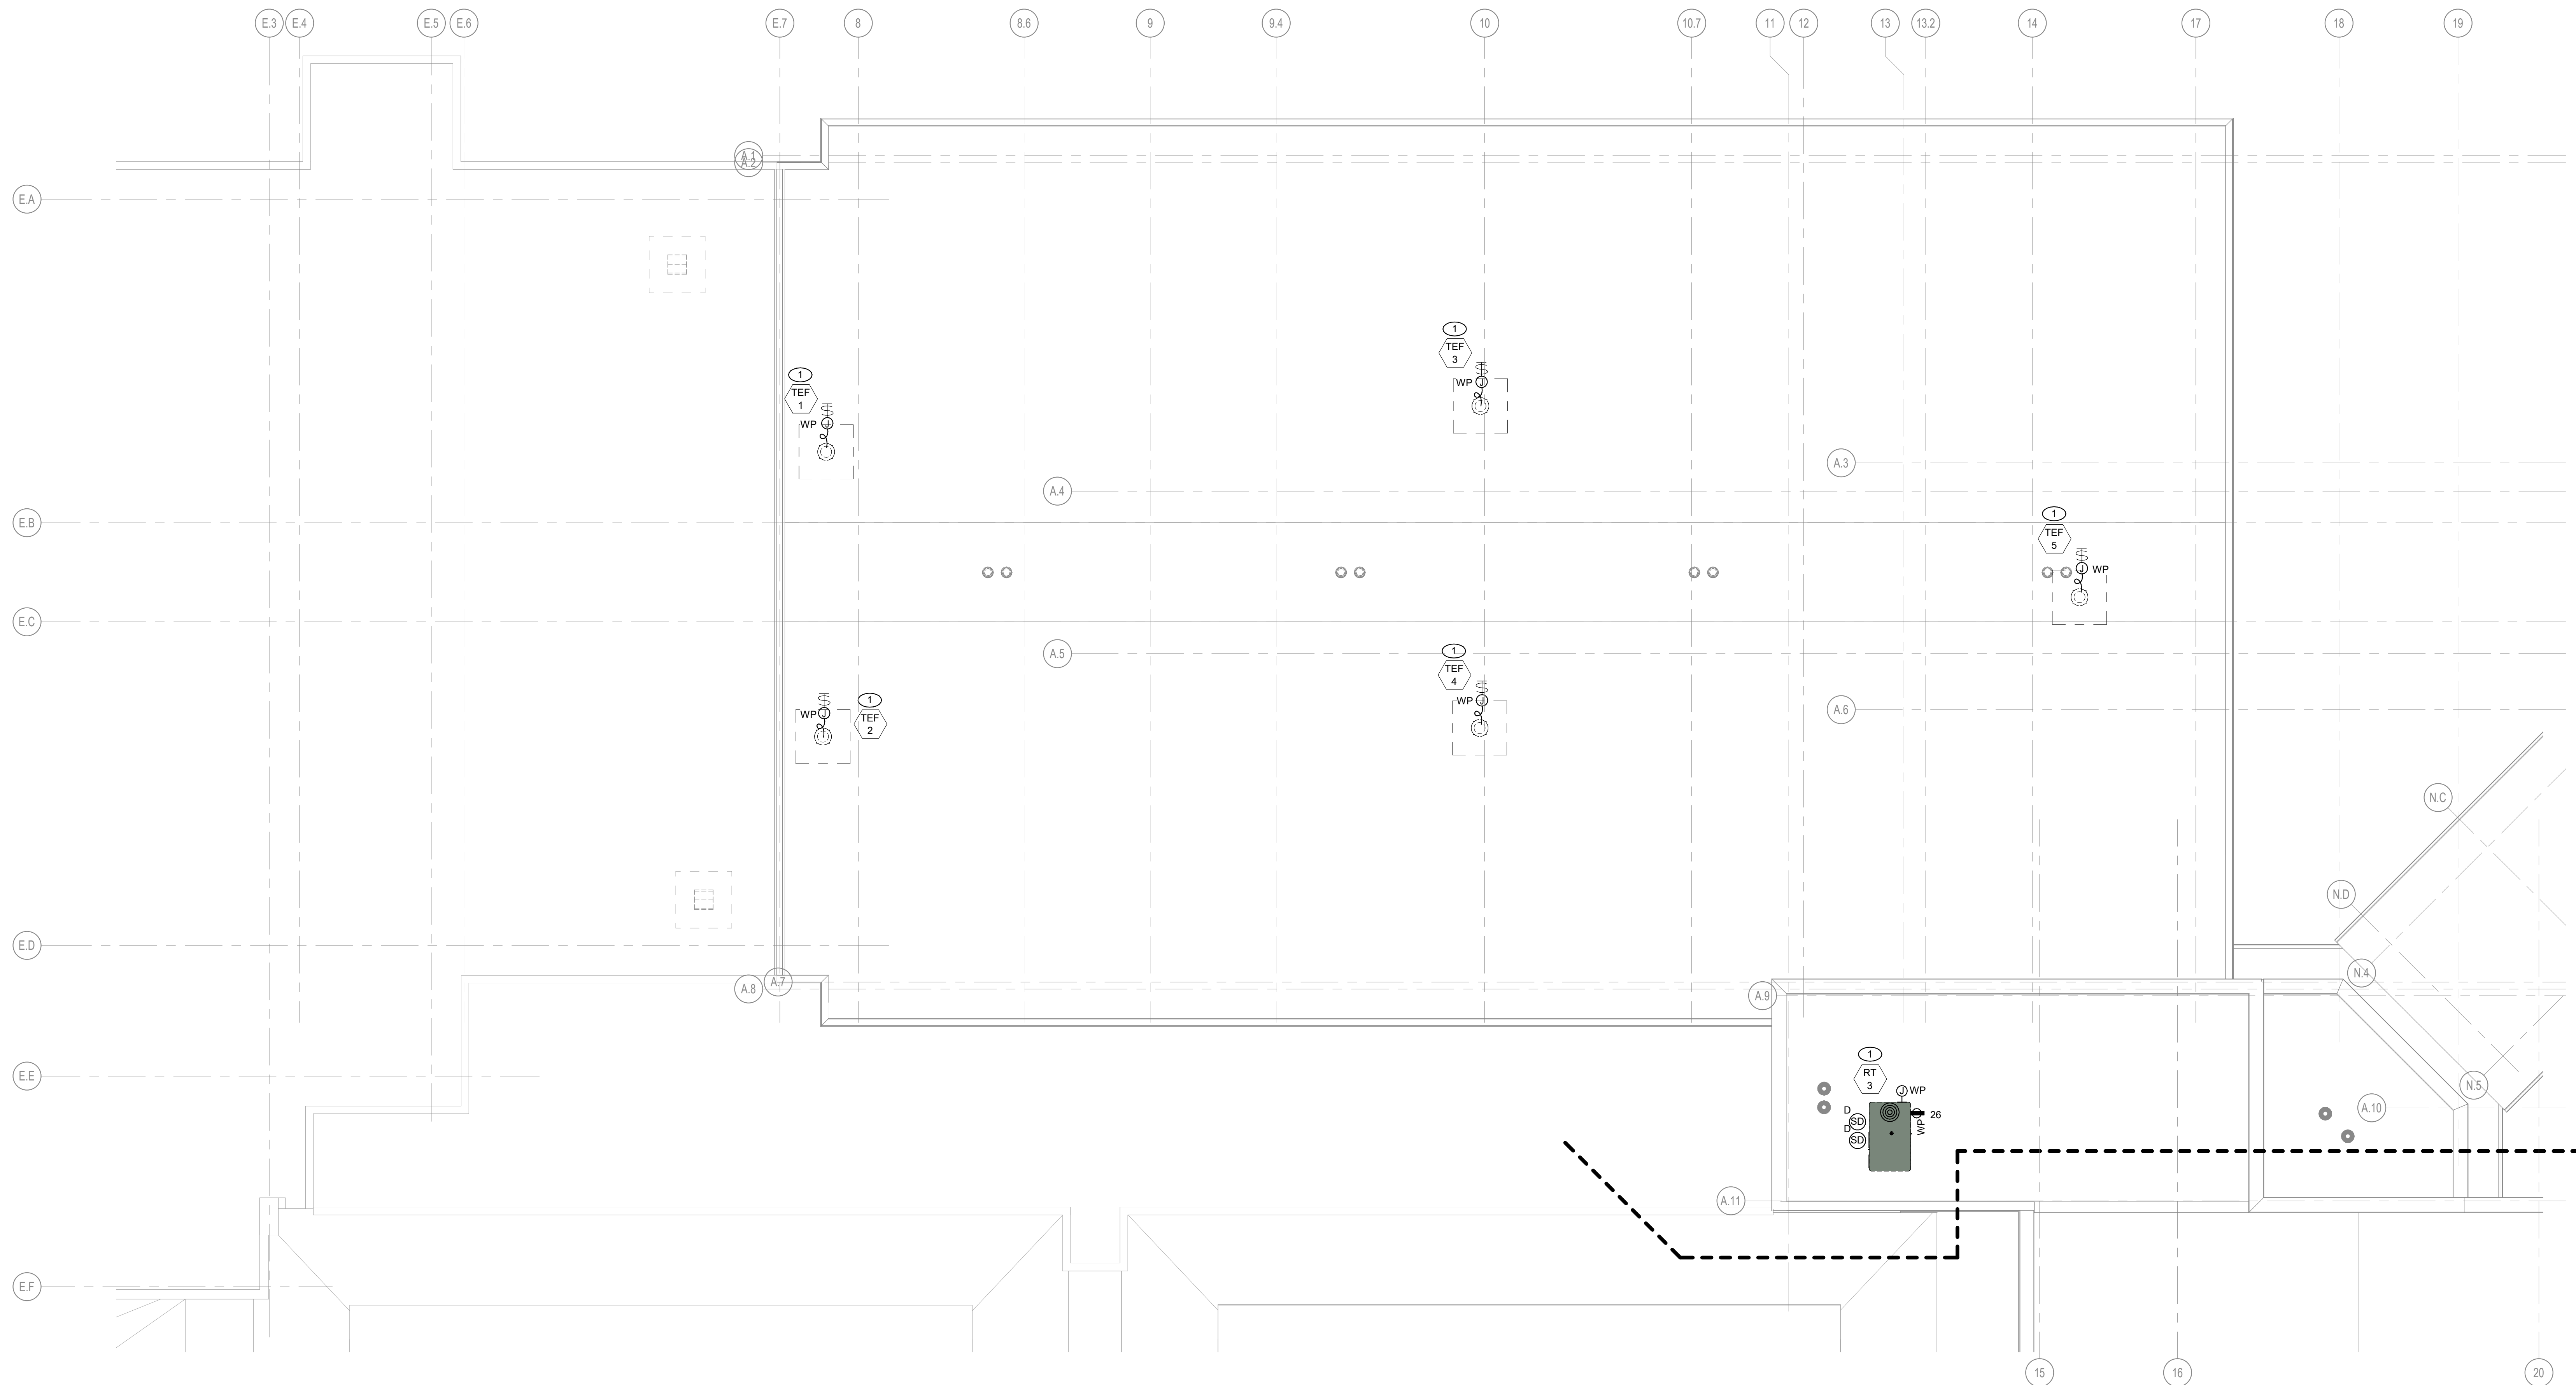 E.3 E.4 E.5 E.6 E.7 8 8.6 9 9.4 10 10.7 11 12 13 13.2 14 17 18 19
A.1
A.2
E.A
1
TEF
3
WP J
1
TEF
1
WP J
A.3
A.4
E.B
1
TEF
5
J WP
E.C
A.5
1
TEF
4
WP J
1
TEF
2
WP J
A.6
N.C
N.D
E.D
N.4
A.7
A.8
A.9
1
RT
3
J WP
E.E
N.5
D
SD
D
SD
WP
26
A.10
A.11
E.F
15 16 20